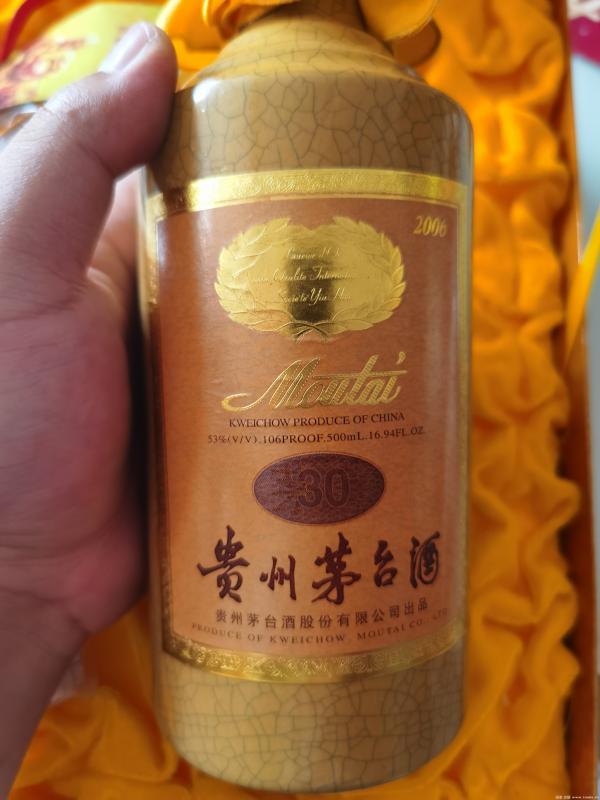 2006
Moutai
KWEICHOW PRODUCE OF CHINA
53%(V/V).106PROOF.500mL.16.94FL.OZ
30
贵州茅台酒
贵州茅台酒股份有限公司出品
PRODUCE OF KWEICHOW, MOUTAI CO., LTD